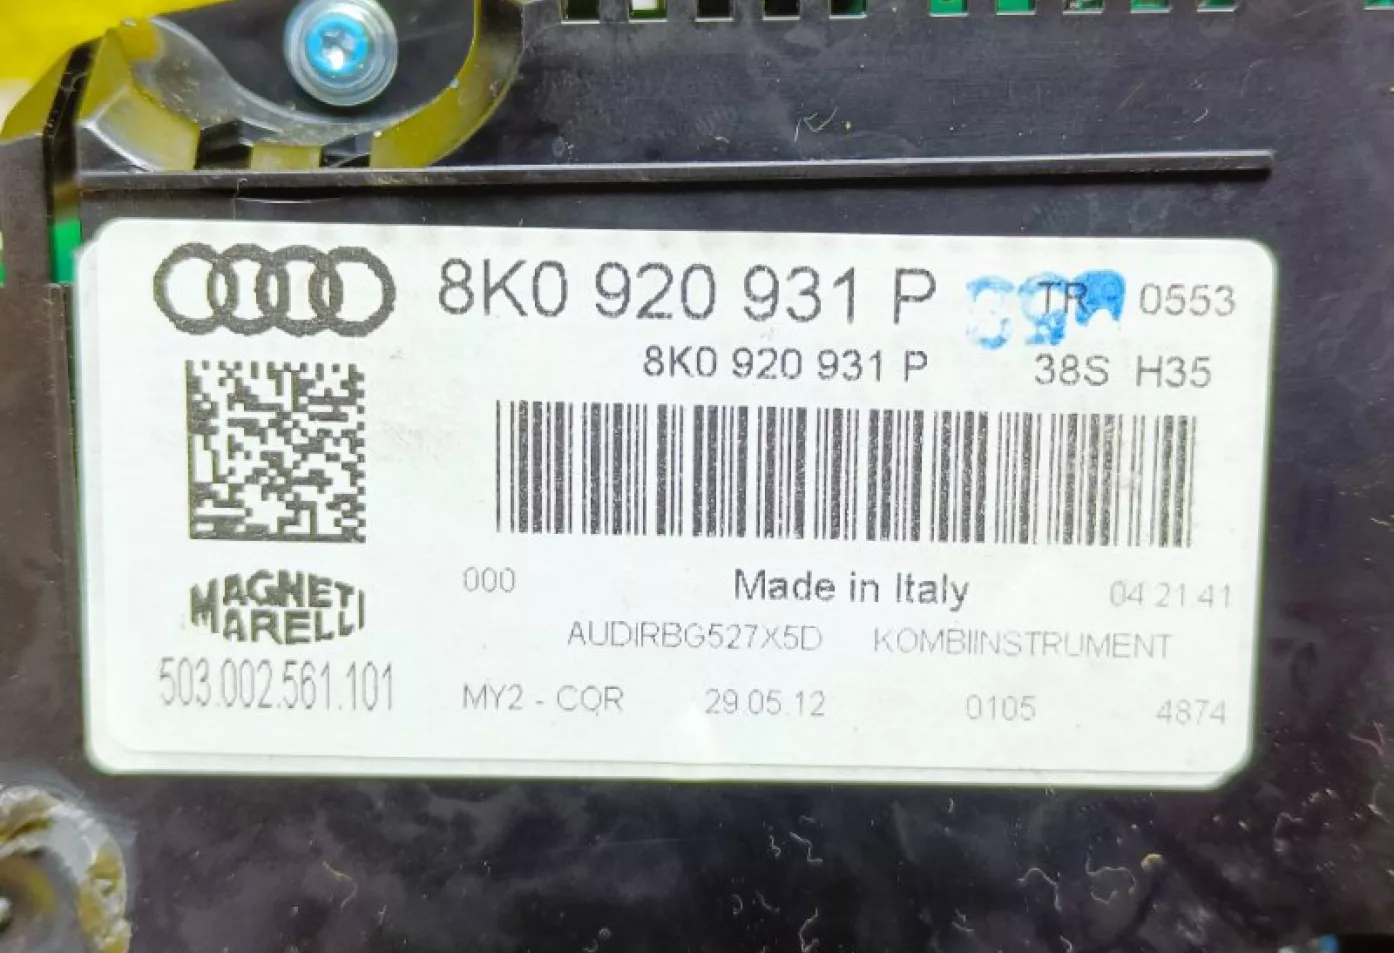 8K0 920 931 P TR 0553
8K0 920 931 P 38S H35
MAGNETI
MARELLI
503.002.561.101
000 Made in Italy 04.21.41
AUDIRBG527X5D KOMBIINSTRUMENT
MY2 - CQR 29.05.12 0105 4874